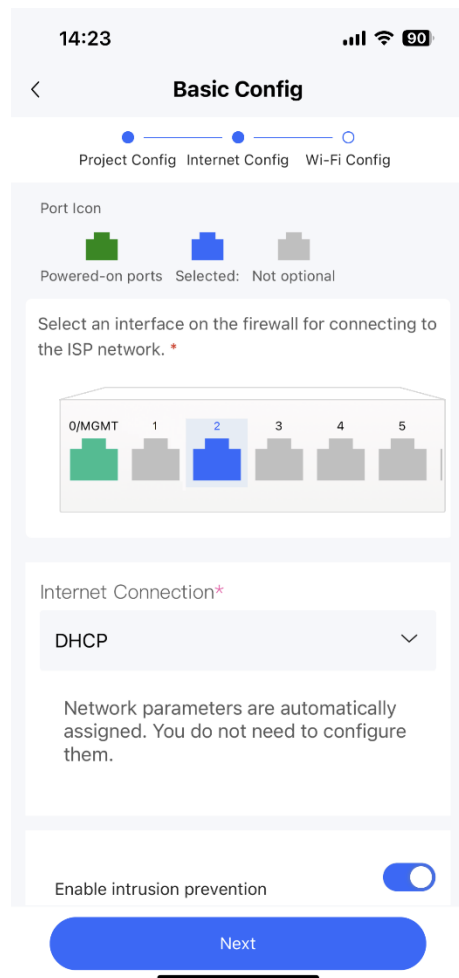 14:23
90
Basic Config
Project Config Internet Config Wi-Fi Config
Port Icon
Powered-on ports Selected: Not optional
Select an interface on the firewall for connecting to
the ISP network. *
0/MGMT 1 2 3 4 5
Internet Connection*
DHCP
Network parameters are automatically
assigned. You do not need to configure
them.
Enable intrusion prevention
Next